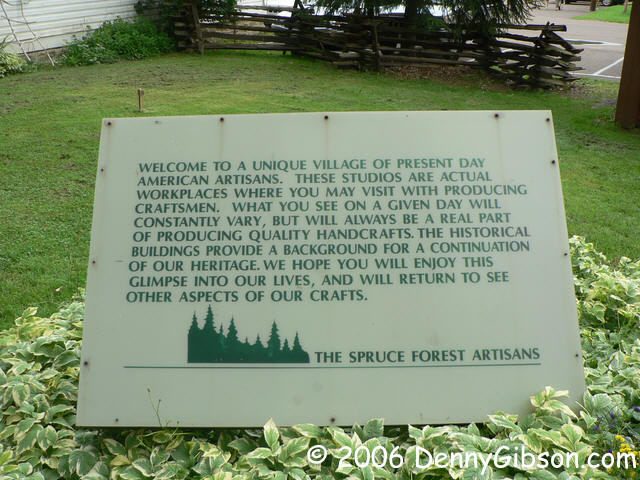 WELCOME TO A UNIQUE VILLAGE OF PRESENT DAY
AMERICAN ARTISANS. THESE STUDIOS ARE ACTUAL
WORKPLACES WHERE YOU MAY VISIT WITH PRODUCING
CRAFTSMEN. WHAT YOU SEE ON A GIVEN DAY WILL
CONSTANTLY VARY, BUT WILL ALWAYS BE A REAL PART
OF PRODUCING QUALITY HANDCRAFTS. THE HISTORICAL
BUILDINGS PROVIDE A BACKGROUND FOR A CONTINUATION
OF OUR HERITAGE. WE HOPE YOU WILL ENJOY THIS
GLIMPSE INTO OUR LIVES, AND WILL RETURN TO SEE
OTHER ASPECTS OF OUR CRAFTS.
THE SPRUCE FOREST ARTISANS
© 2006 DennyGibson.com